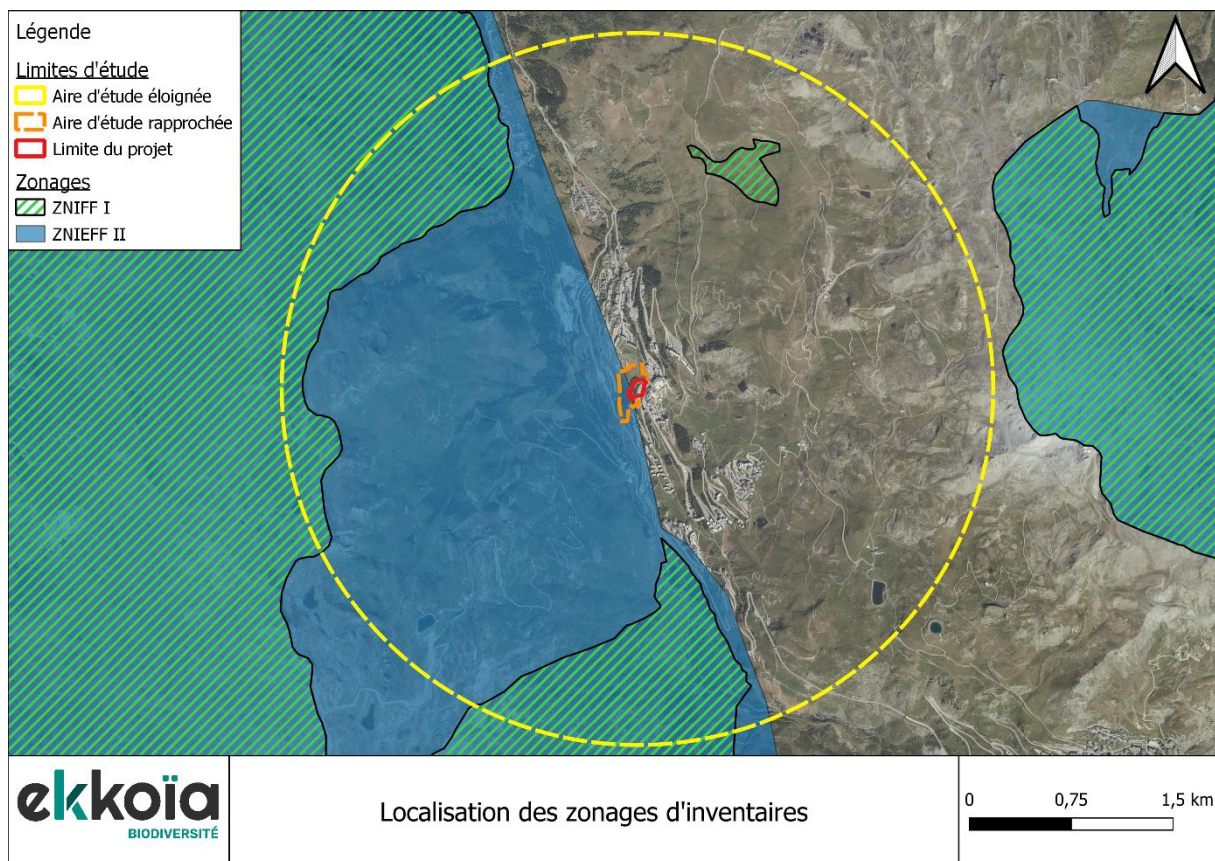 Légende
Limites d'étude
Aire d'étude éloignée
Aire d'étude rapprochée
Limite du projet
Zonages
ZNIFF I
ZNIEFF II
ekkoïa
BIODIVERSITÉ
Localisation des zonages d'inventaires
0 0,75 1,5 km